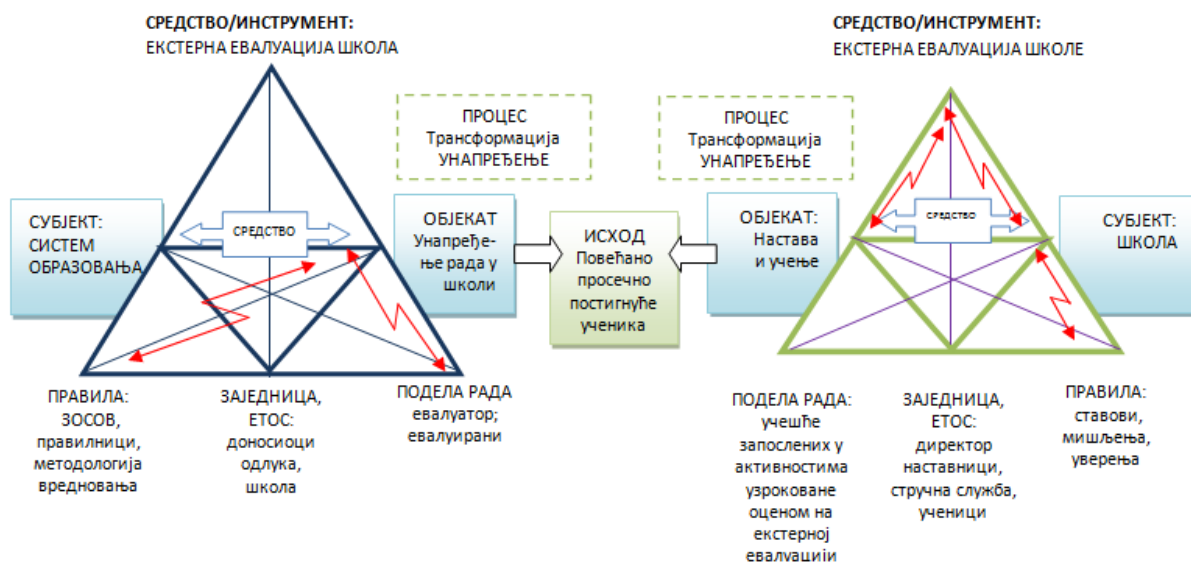 СРЕДСТВО/ИНСТРУМЕНТ:
ЕКСТЕРНА ЕВАЛУАЦИЈА ШКОЛА
СРЕДСТВО/ИНСТРУМЕНТ:
ЕКСТЕРНА ЕВАЛУАЦИЈА ШКОЛЕ
ПРОЦЕС
Трансформација
УНАПРЕЂЕЊЕ
ПРОЦЕС
Трансформација
УНАПРЕЂЕЊЕ
СУБЈЕКТ:
СИСТЕМ
ОБРАЗОВАЊА
СРЕДСТВО
ОБЈЕКАТ
Унапређе-
ње рада у
школи
ИСХОД
Повећано
просечно
постигнуће
ученика
ОБЈЕКАТ:
Настава
и учење
СРЕДСТВО
СУБЈЕКТ:
ШКОЛА
ПРАВИЛА:
ЗОСОВ,
правилници,
методологија
вредновања
ЗАЈЕДНИЦА,
ЕТОС:
доносиоци
одлука,
школа
ПОДЕЛА РАДА
евалуатор;
евалуирани
ПОДЕЛА РАДА:
учешће
запослених у
активностима
узроковане
оценом на
екстерној
евалуацији
ЗАЈЕДНИЦА,
ЕТОС:
директор
наставници,
стручна служба,
ученици
ПРАВИЛА:
ставови,
мишљења,
уверења